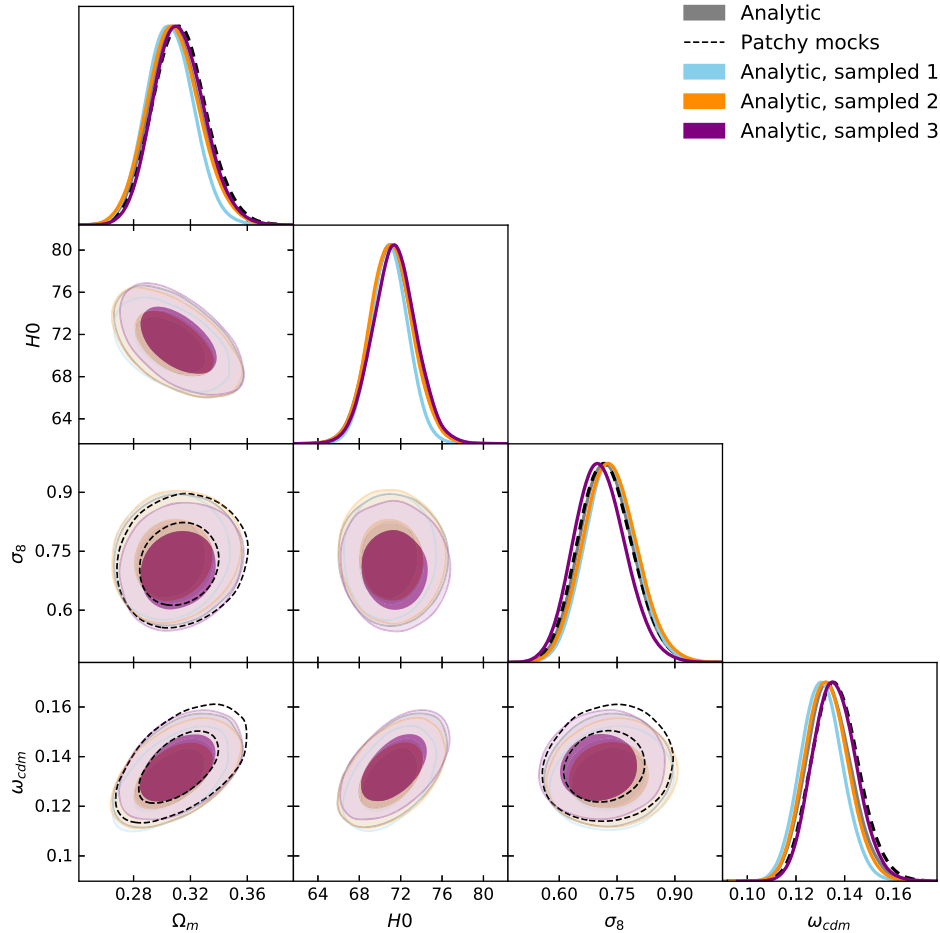 Analytic
Patchy mocks
Analytic, sampled 1
Analytic, sampled 2
Analytic, sampled 3
80
76
72
68
64
H0
0.9
0.75
0.6
σ8
0.16
0.14
0.12
0.1
ωcdm
0.28 0.32 0.36
Ωm
64 68 72 76 80
H0
0.60 0.75 0.90
σ8
0.10 0.12 0.14 0.16
ωcdm